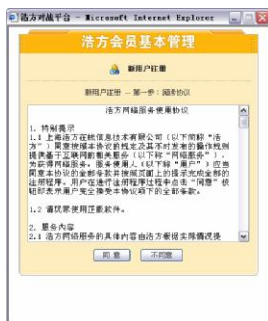 浩方对战平台 - Microsoft Internet Explorer
浩方会员基本管理
新用户注册
新用户注册 — 第一步：服务协议
浩方网络服务使用协议
1. 特别提示
1.1 上海浩方在线信息技术有限公司（以下简称“浩
方”）同意按照本协议的规定及其不时发布的操作规则
提供基于互联网的相关服务（以下称“网络服务”），
为获得网络服务，服务使用人（以下称“用户”）应当
同意本协议的全部条款并按照页面上的提示完成全部的
注册程序。用户在进行注册程序过程中点击“同意”按
钮即表示用户完全接受本协议项下的全部条款。
1.2 请玩家使用正版软件。
2. 服务内容
2.1 浩方网络服务的具体内容由浩方根据实际情况提
同 意
不同意